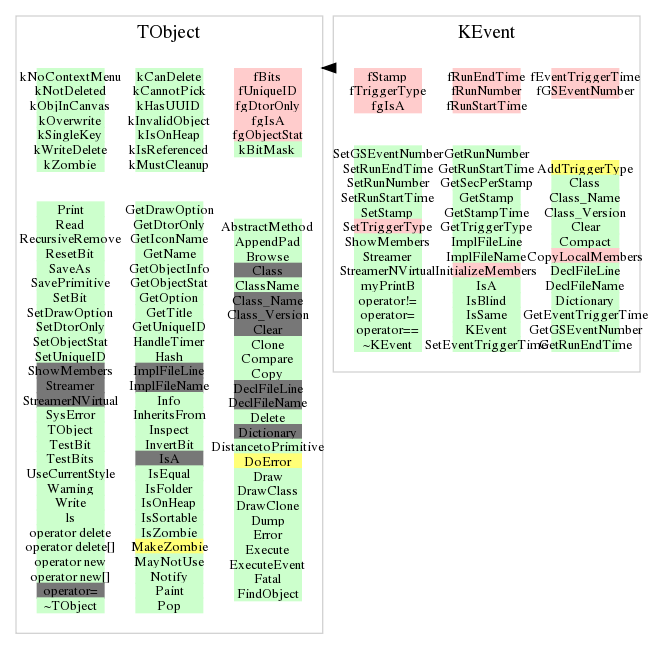 TObject
kNoContextMenu
kNotDeleted
kObjInCanvas
kOverwrite
kSingleKey
kWriteDelete
kZombie
kCanDelete
kCannotPick
kHasUUID
kInvalidObject
kIsOnHeap
kIsReferenced
kMustCleanup
fBits
fUniqueID
fgDtorOnly
fgIsA
fgObjectStat
kBitMask
Print
Read
RecursiveRemove
ResetBit
SaveAs
SavePrimitive
SetBit
SetDrawOption
SetDtorOnly
SetObjectStat
SetUniqueID
ShowMembers
Streamer
StreamerNVirtual
SysError
TObject
TestBit
TestBits
UseCurrentStyle
Warning
Write
ls
operator delete
operator delete[]
operator new
operator new[]
operator=
~TObject
GetDrawOption
GetDtorOnly
GetIconName
GetName
GetObjectInfo
GetObjectStat
GetOption
GetTitle
GetUniqueID
HandleTimer
Hash
ImplFileLine
ImplFileName
Info
InheritsFrom
Inspect
InvertBit
IsA
IsEqual
IsFolder
IsOnHeap
IsSortable
IsZombie
MakeZombie
MayNotUse
Notify
Paint
Pop
AbstractMethod
AppendPad
Browse
Class
ClassName
Class_Name
Class_Version
Clear
Clone
Compare
Copy
DeclFileLine
DeclFileName
Delete
Dictionary
DistancetoPrimitive
DoError
Draw
DrawClass
DrawClone
Dump
Error
Execute
ExecuteEvent
Fatal
FindObject
KEvent
fStamp
fTriggerType
fgIsA
fRunEndTime
fRunNumber
fRunStartTime
fEventTriggerTime
fGSEventNumber
SetGSEventNumber
SetRunEndTime
SetRunNumber
SetRunStartTime
SetStamp
SetTriggerType
ShowMembers
Streamer
StreamerNVirtual
myPrintB
operator!=
operator=
operator==
~KEvent
GetRunNumber
GetRunStartTime
GetSecPerStamp
GetStamp
GetStampTime
GetTriggerType
ImplFileLine
ImplFileName
InitializeMembers
IsA
IsBlind
IsSame
KEvent
SetEventTriggerTime
AddTriggerType
Class
Class_Name
Class_Version
Clear
Compact
CopyLocalMembers
DeclFileLine
DeclFileName
Dictionary
GetEventTriggerTime
GetGSEventNumber
GetRunEndTime